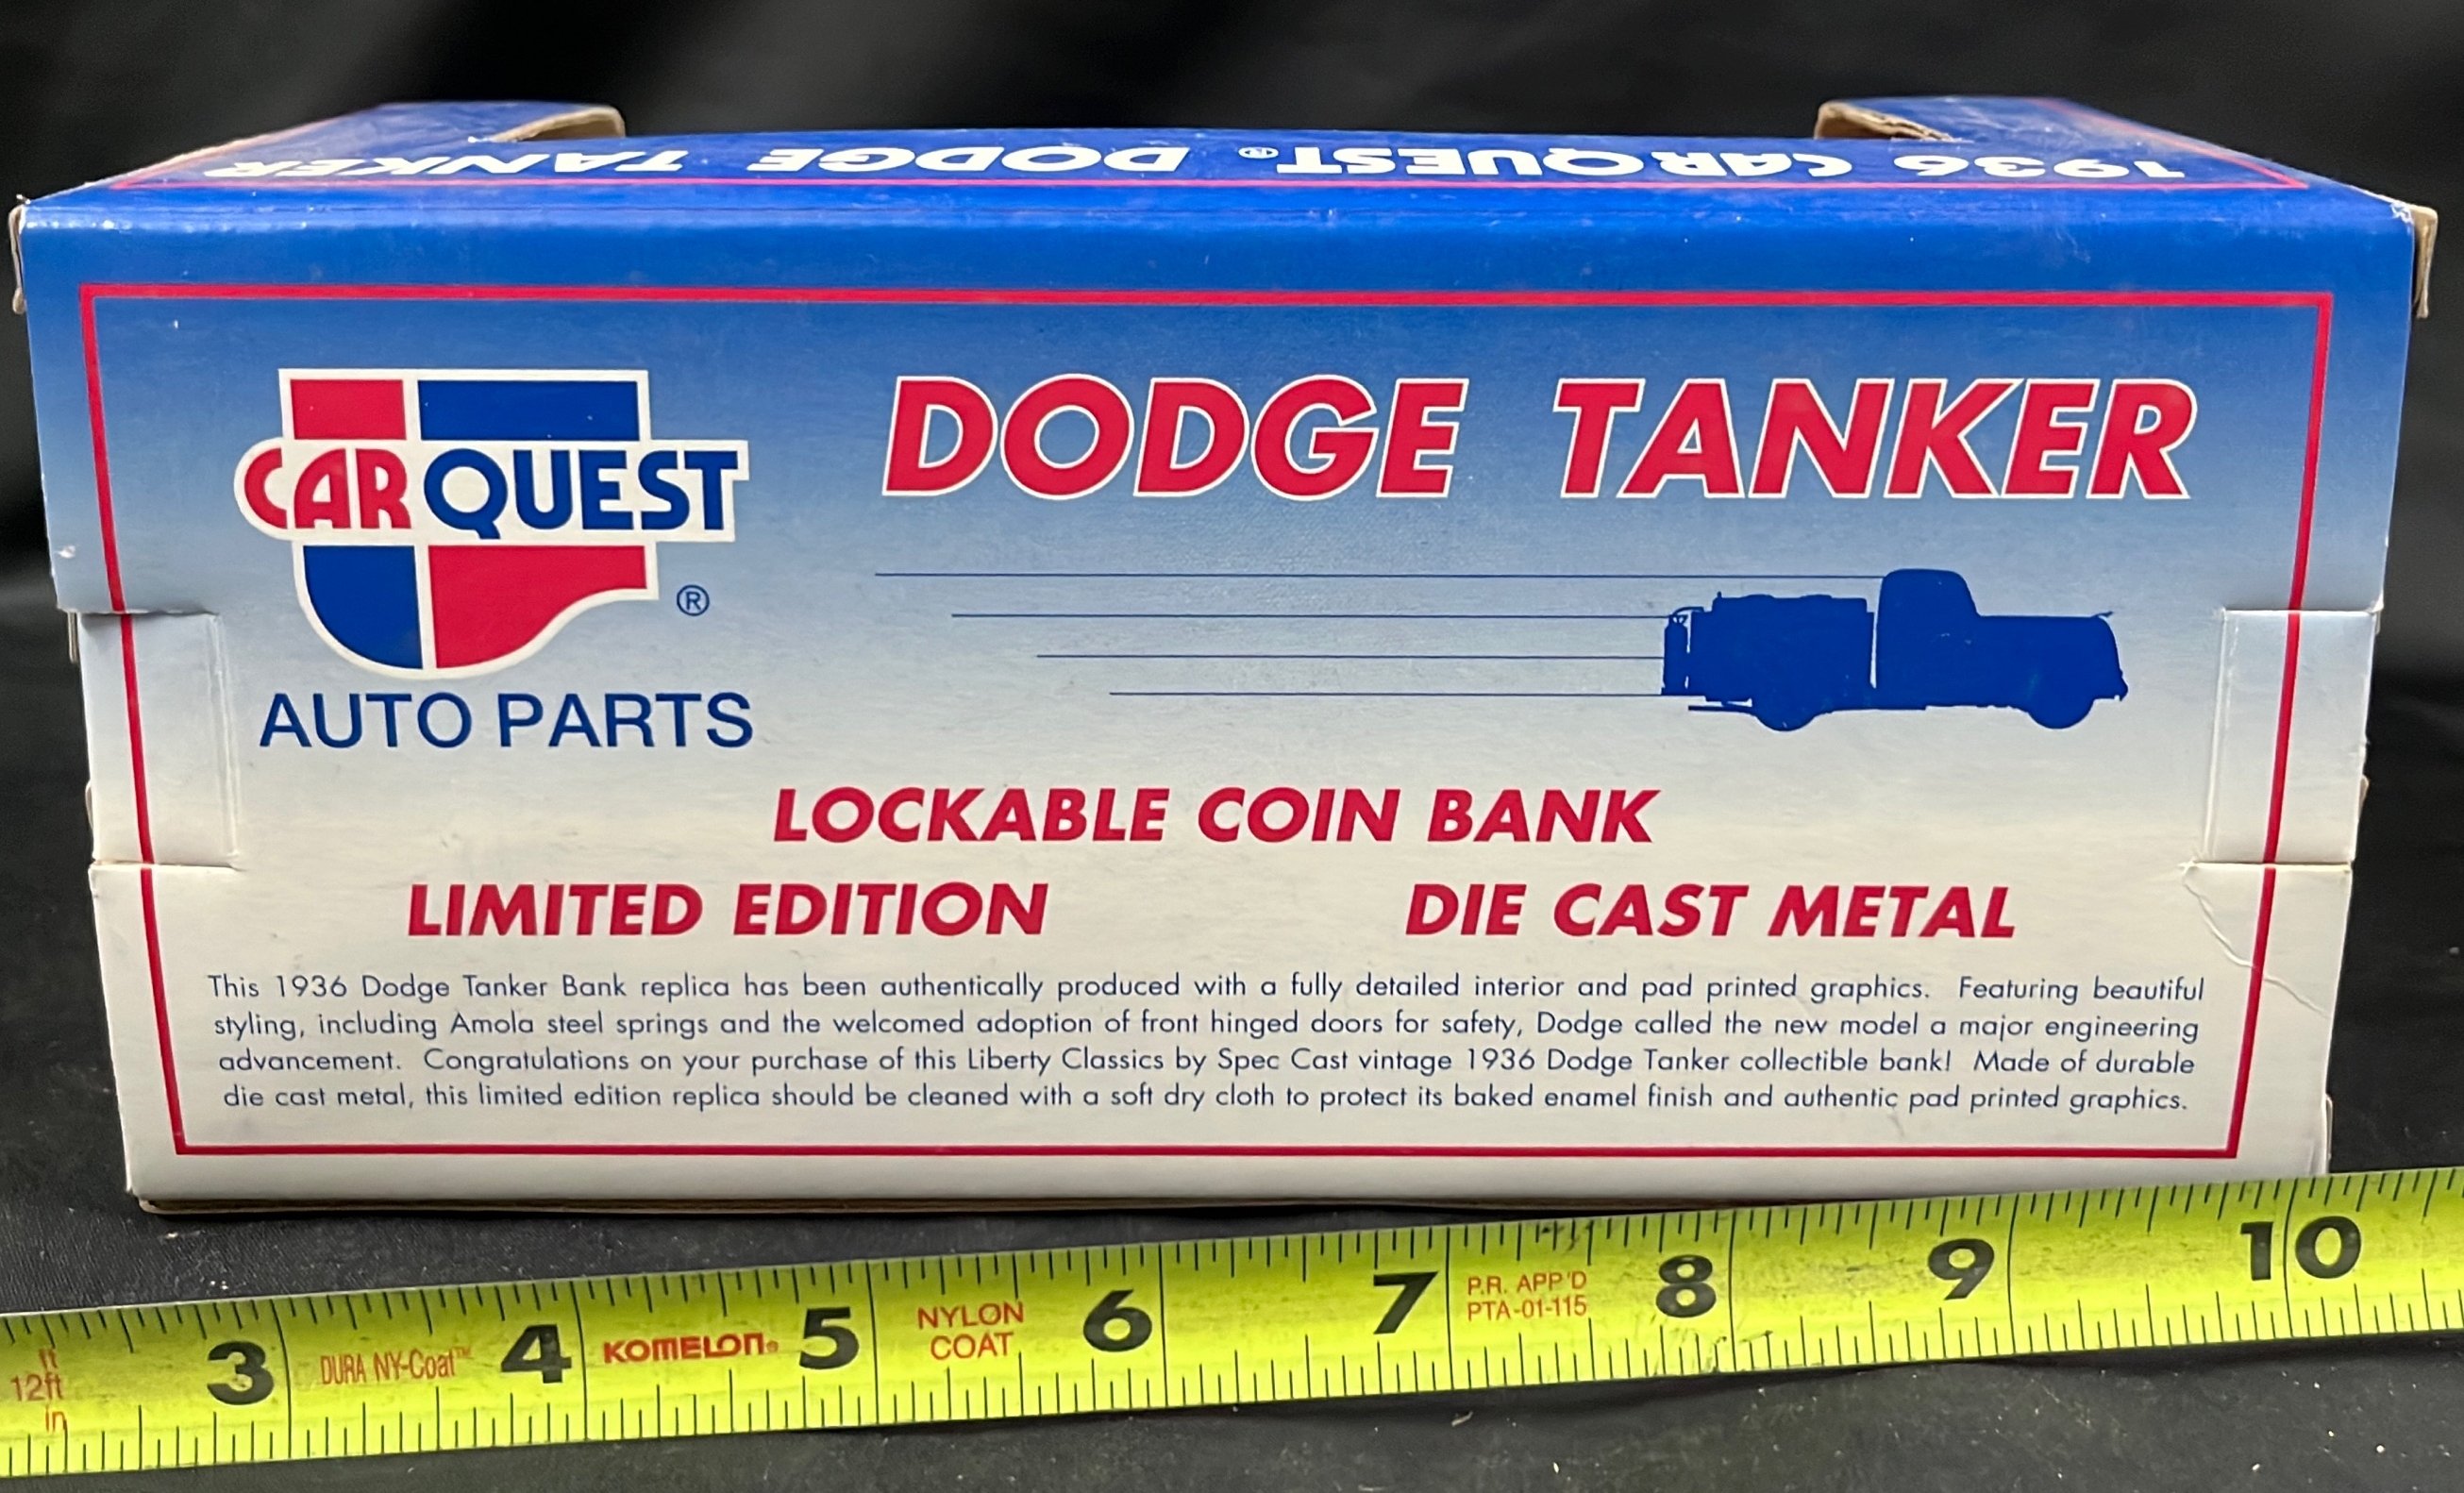 1936 CARQUEST® DODGE TANKER
CARQUEST
®
AUTO PARTS
DODGE TANKER
LOCKABLE COIN BANK
LIMITED EDITION
DIE CAST METAL
This 1936 Dodge Tanker Bank replica has been authentically produced with a fully detailed interior and pad printed graphics. Featuring beautiful
styling, including Amola steel springs and the welcomed adoption of front hinged doors for safety, Dodge called the new model a major engineering
advancement. Congratulations on your purchase of this Liberty Classics by Spec Cast vintage 1936 Dodge Tanker collectible bank! Made of durable
die cast metal, this limited edition replica should be cleaned with a soft dry cloth to protect its baked enamel finish and authentic pad printed graphics.
ft
12ft
in
3 DURA NY-Coat™ 4 KOMELON® 5 NYLON COAT 6 7 P.R. APP'D PTA-01-115 8 9 10